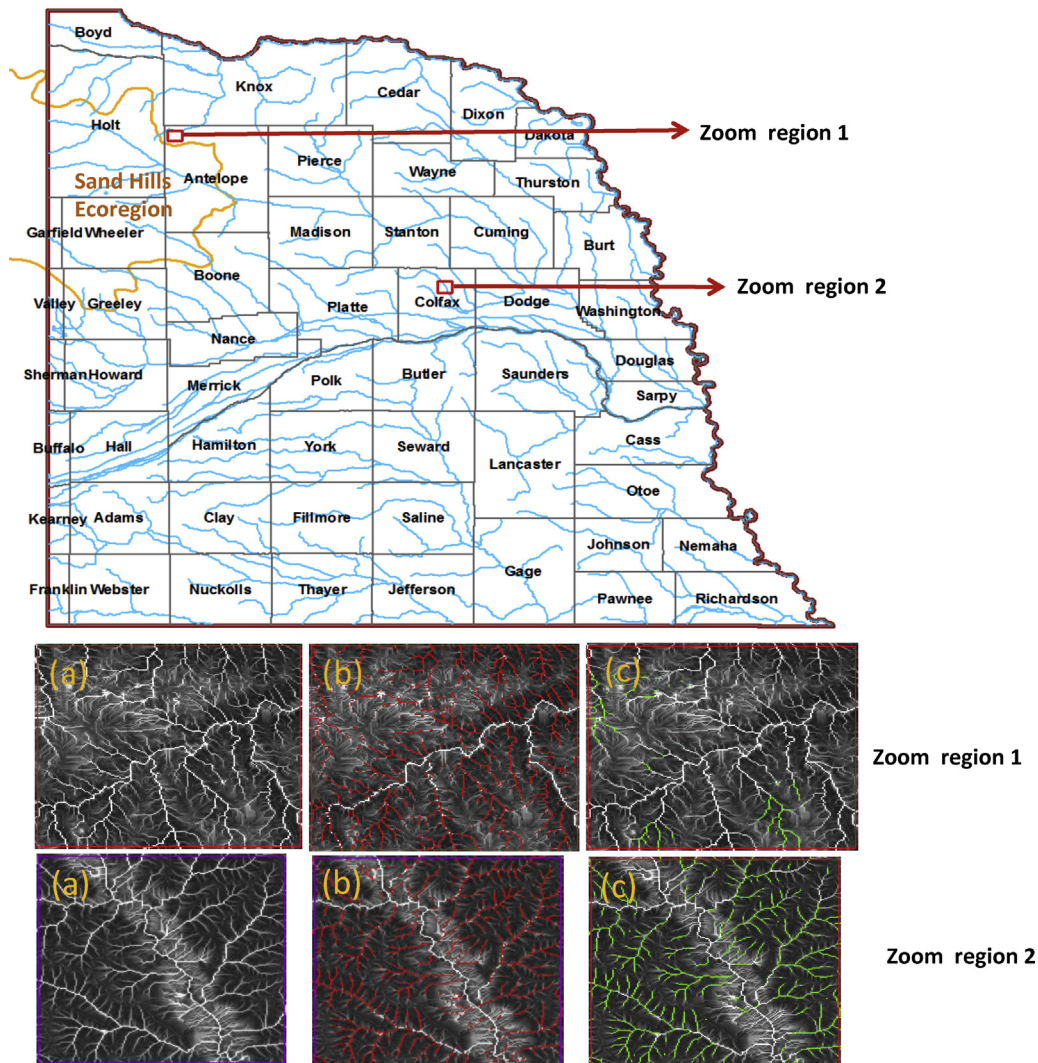 Boyd
Knox
Cedar
Dixon
Holt
Dakota
Zoom region 1
Pierce
Wayne
Antelope
Thurston
Sand Hills
Ecoregion
Garfield Wheeler
Madison
Stanton
Cuming
Burt
Boone
Zoom region 2
Valley
Greeley
Platte
Colfax
Dodge
Washington
Nance
Douglas
Sherman Howard
Merrick
Polk
Butler
Saunders
Sarpy
Buffalo
Hall
Hamilton
York
Seward
Cass
Lancaster
Otoe
Kearney
Adams
Clay
Fillmore
Saline
Johnson
Nemaha
Gage
Franklin Webster
Nuckolls
Thayer
Jefferson
Pawnee
Richardson
(a)
(b)
(c)
Zoom region 1
(a)
(b)
(c)
Zoom region 2